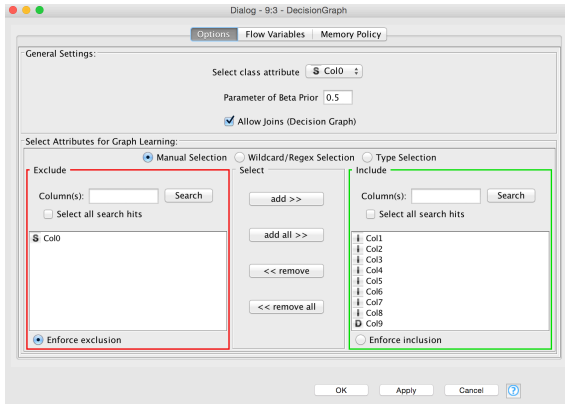 Dialog - 9:3 - DecisionGraph
Options Flow Variables Memory Policy
General Settings:
Select class attribute S Col0
Parameter of Beta Prior 0.5
Allow Joins (Decision Graph)
Select Attributes for Graph Learning:
Manual Selection Wildcard/Regex Selection Type Selection
Exclude
Column(s): Search
Select all search hits
S Col0
Enforce exclusion
Select
add >>
add all >>
<< remove
<< remove all
Include
Column(s): Search
Select all search hits
I Col1
I Col2
I Col3
I Col4
I Col5
I Col6
I Col7
I Col8
D Col9
Enforce inclusion
OK Apply Cancel ?